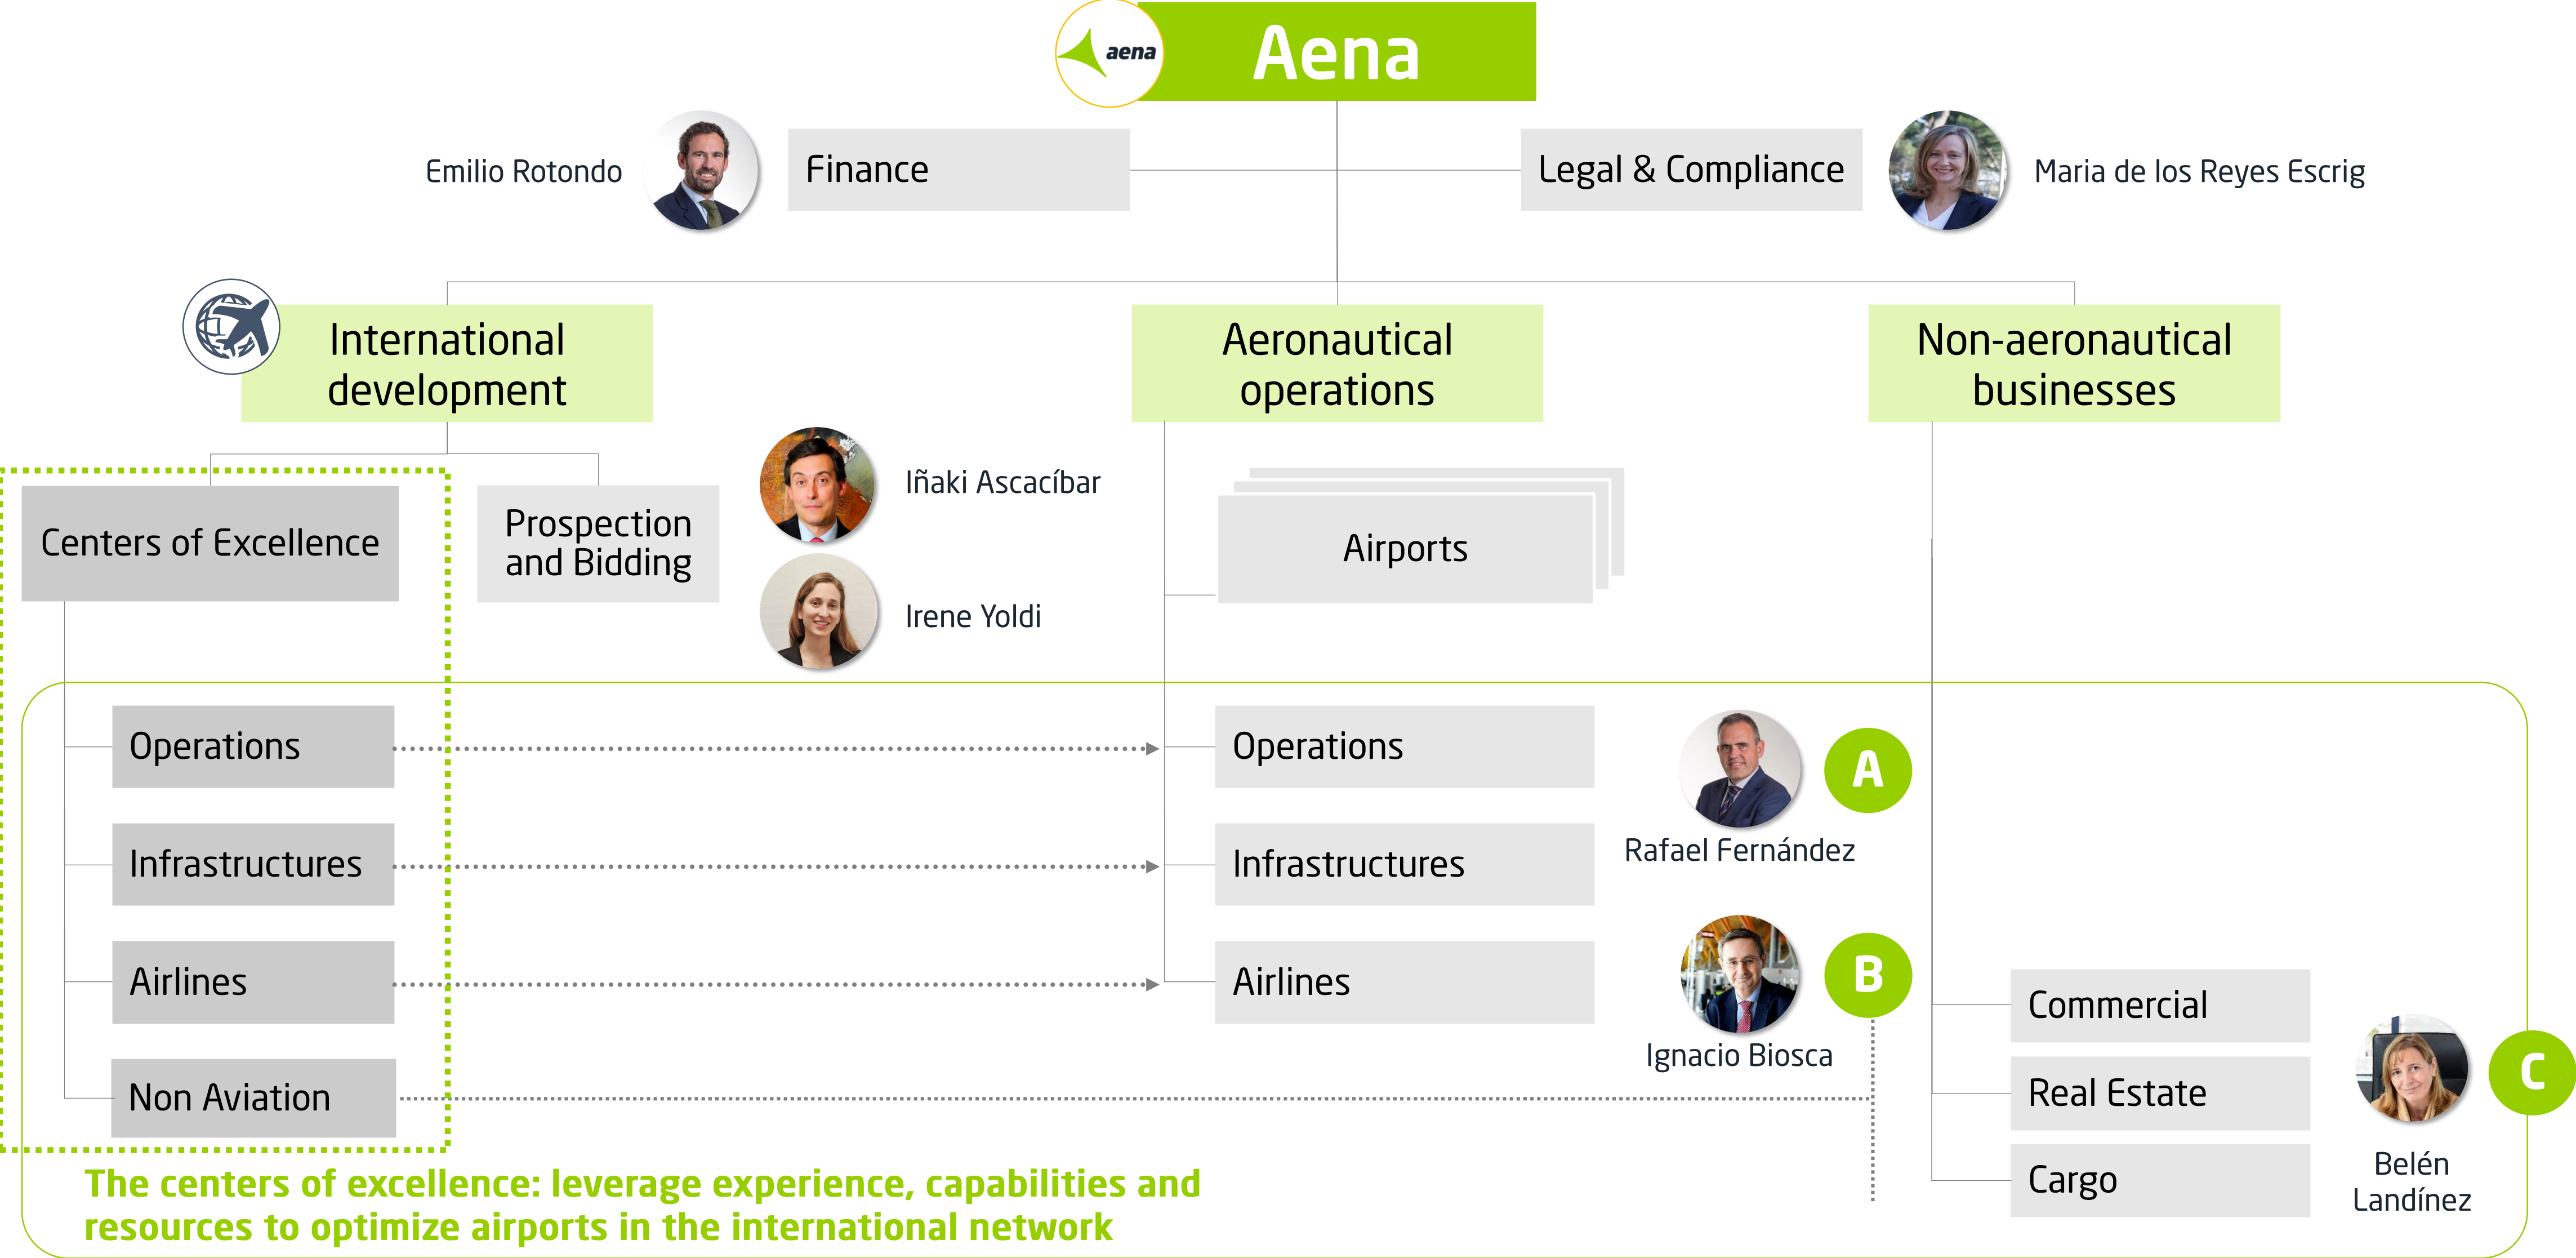 aena
Aena
Emilio Rotondo
Finance
Legal & Compliance
Maria de los Reyes Escrig
International
development
Aeronautical
operations
Non-aeronautical
businesses
Centers of Excellence
Prospection
and Bidding
Iñaki Ascacíbar
Irene Yoldi
Airports
Operations
Operations
A
Rafael Fernández
Infrastructures
Infrastructures
Airlines
Airlines
B
Ignacio Biosca
Non Aviation
Commercial
Real Estate
Cargo
C
Belén
Landínez
The centers of excellence: leverage experience, capabilities and
resources to optimize airports in the international network